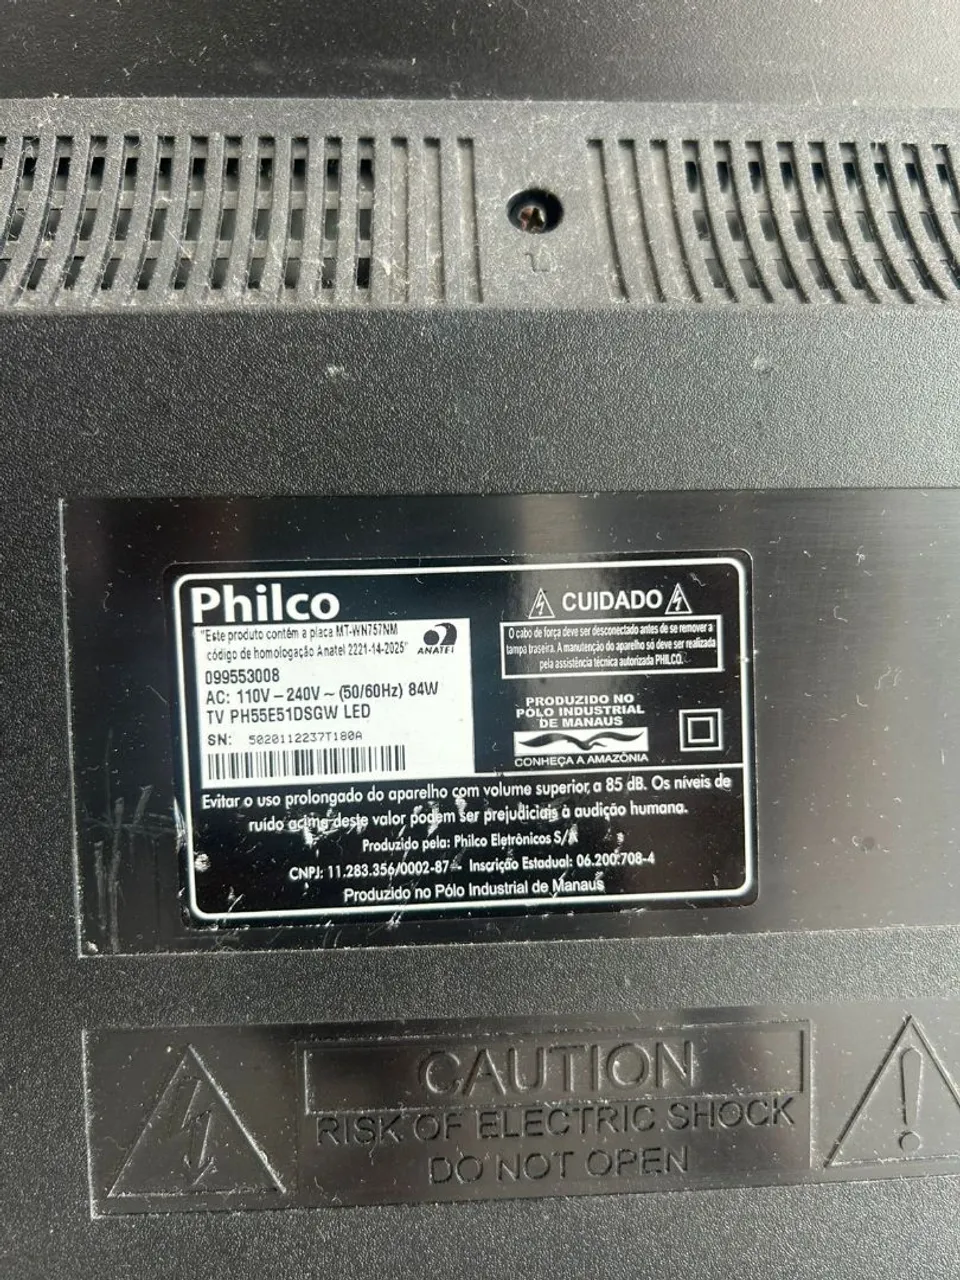 Philco
"Este produto contém a placa MT-WN757NM
código de homologação Anatel 2221-14-2025"
ANATEL
099553008
AC: 110V – 240V ~ (50/60Hz) 84W
TV PH55E51DSGW LED
SN: 5020112237T180A
CUIDADO
O cabo de força deve ser desconectado antes de se remover a
tampa traseira. A manutenção do aparelho só deve ser realizada
pela assistência técnica autorizada PHILCO.
PRODUZIDO NO
PÓLO INDUSTRIAL
DE MANAUS
CONHEÇA A AMAZÔNIA
Evitar o uso prolongado do aparelho com volume superior a 85 dB. Os níveis de
ruído acima deste valor podem ser prejudiciais à audição humana.
Produzido pela: Philco Eletrônicos S/A
CNPJ: 11.283.356/0002-87 - Inscrição Estadual: 06.200.708-4
Produzido no Pólo Industrial de Manaus
CAUTION
RISK OF ELECTRIC SHOCK
DO NOT OPEN